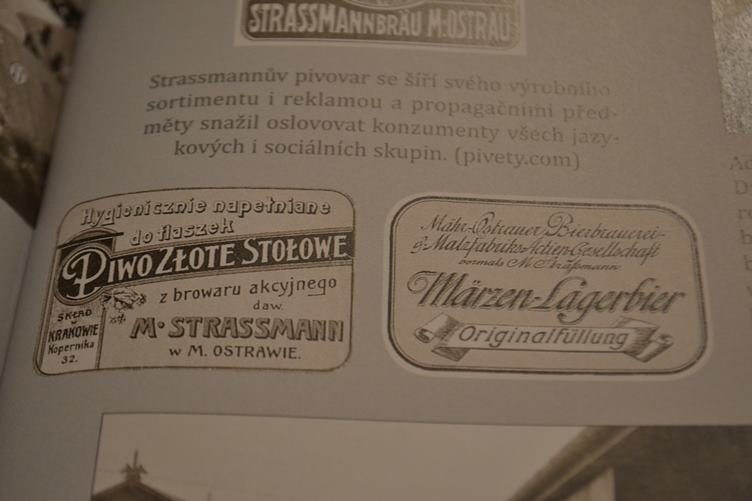 STRASSMANNBRÄU M:OSTRAU
Strassmannův pivovar se šíří svého výrobního
sortimentu i reklamou a propagačními před-
měty snažil oslovovat konzumenty všech jazy-
kových i sociálních skupin. (pivety.com)
Hygienicznie napełniane
do flaszek
PIWO ZŁOTE STOŁOWE
z browaru akcyjnego
daw.
M. STRASSMANN
w M. OSTRAWIE.
SKŁAD
w
KRAKOWIE
Kopernika
32.
Mähr.-Ostrauer Bierbrauerei-
& Malzfabriks-Actien-Gesellschaft
vormals M. Strassmann
Märzen-Lagerbier
Originalfüllung